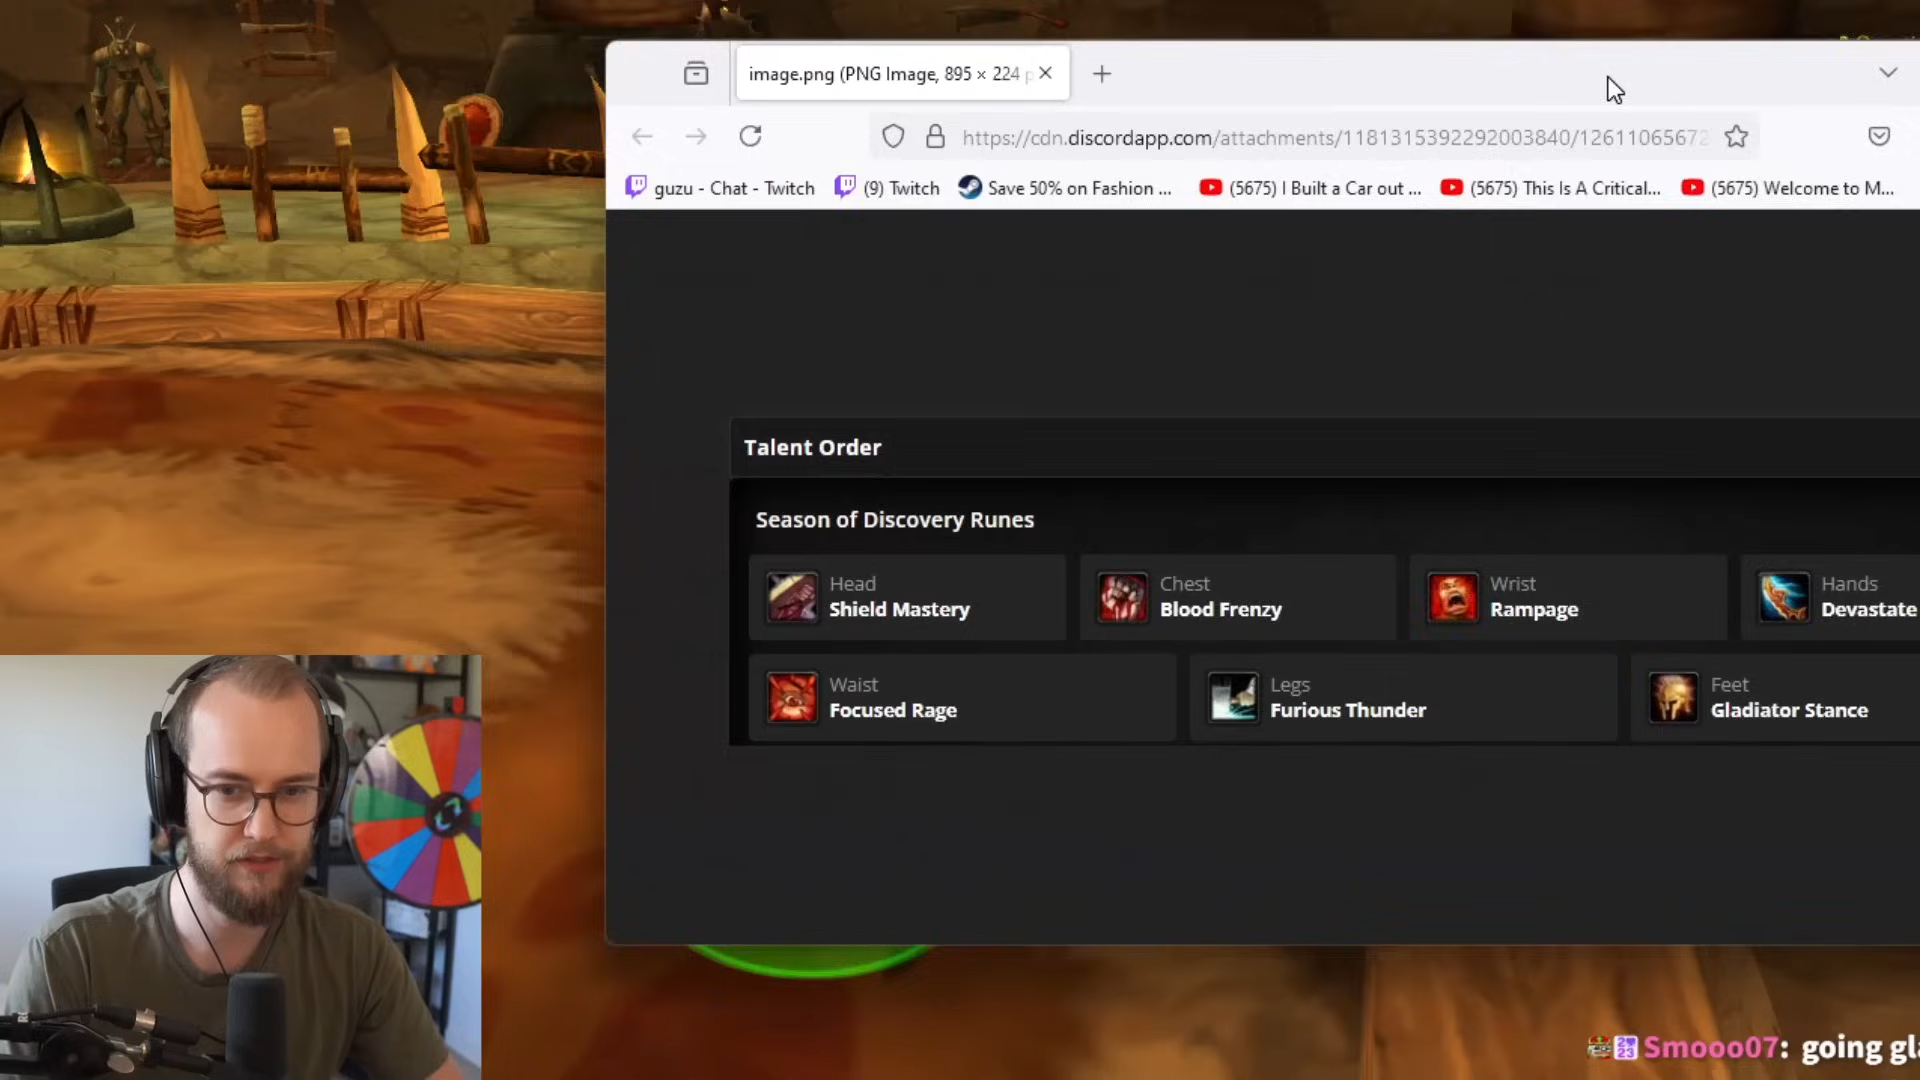 image.png (PNG Image, 895 × 224 p
https://cdn.discordapp.com/attachments/1181315392292003840/12611065672
guzu - Chat - Twitch
(9) Twitch
Save 50% on Fashion ...
(5675) I Built a Car out ...
(5675) This Is A Critical...
(5675) Welcome to M...
Talent Order
Season of Discovery Runes
Head
Shield Mastery
Chest
Blood Frenzy
Wrist
Rampage
Hands
Devastate
Waist
Focused Rage
Legs
Furious Thunder
Feet
Gladiator Stance
Smooo07: going gla